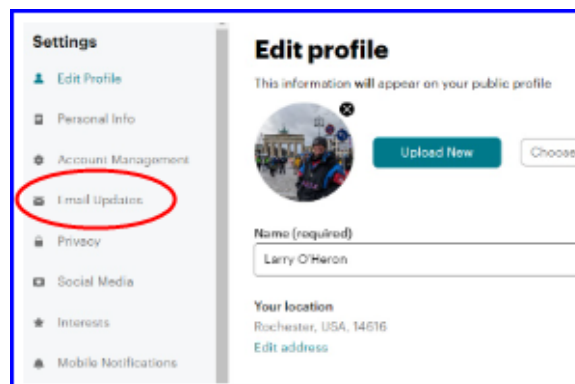 Settings
Edit Profile
Personal Info
Account Management
Email Updates
Privacy
Social Media
Interests
Mobile Notifications
Edit profile
This information will appear on your public profile
Upload New
Choose
Name (required)
Larry O'Heron
Your location
Rochester, USA, 14616
Edit address